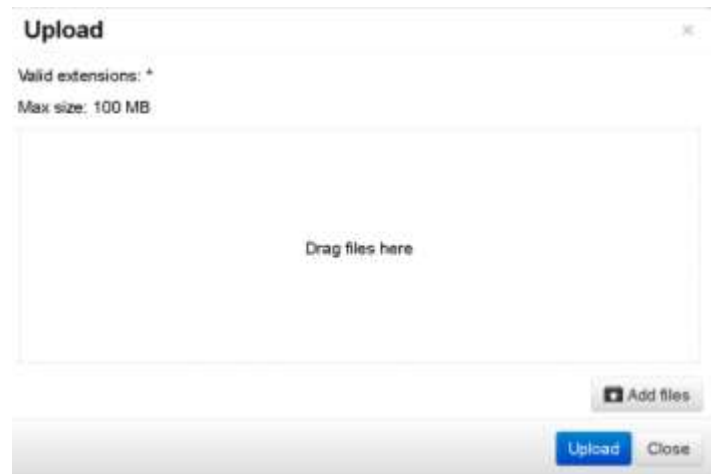 Upload
×
Valid extensions: *
Max size: 100 MB
Drag files here
Add files
Upload Close